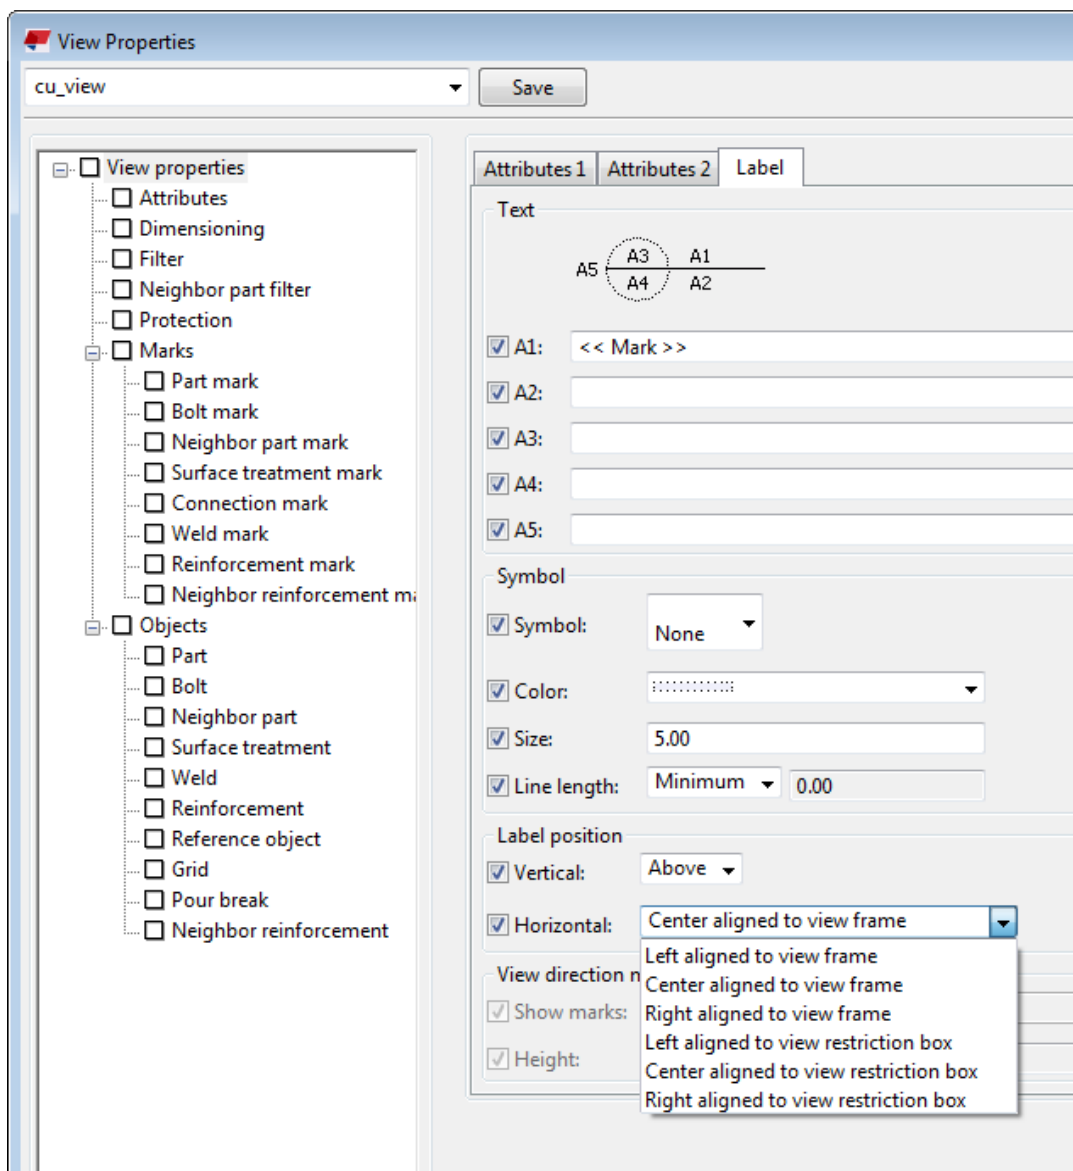 View Properties
cu_view
Save
View properties
Attributes
Dimensioning
Filter
Neighbor part filter
Protection
Marks
Part mark
Bolt mark
Neighbor part mark
Surface treatment mark
Connection mark
Weld mark
Reinforcement mark
Neighbor reinforcement ma
Objects
Part
Bolt
Neighbor part
Surface treatment
Weld
Reinforcement
Reference object
Grid
Pour break
Neighbor reinforcement
Attributes 1 Attributes 2 Label
Text
A5 A3 A1
A4 A2
A1: << Mark >>
A2:
A3:
A4:
A5:
Symbol
Symbol: None
Color:
Size: 5.00
Line length: Minimum 0.00
Label position
Vertical: Above
Horizontal: Center aligned to view frame
Left aligned to view frame
Center aligned to view frame
Right aligned to view frame
Left aligned to view restriction box
Center aligned to view restriction box
Right aligned to view restriction box
View direction
Show marks:
Height: